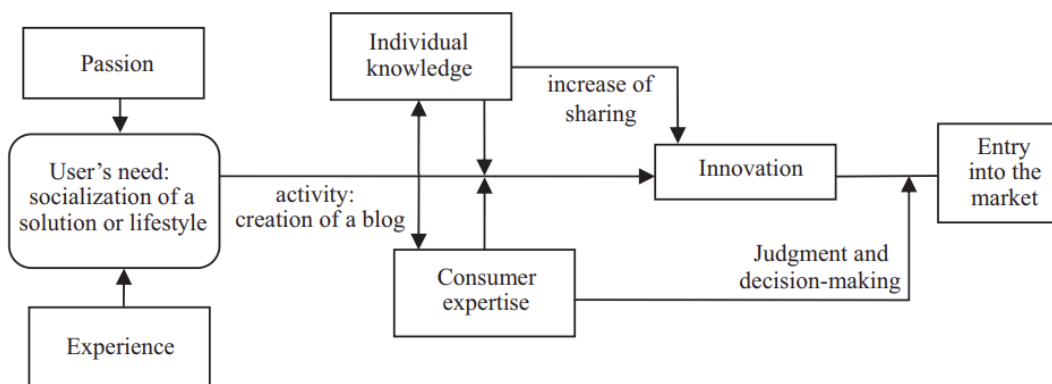 Passion
User's need:
socialization of a
solution or lifestyle
Experience
activity:
creation of a blog
Individual
knowledge
increase of
sharing
Consumer
expertise
Innovation
Judgment and
decision-making
Entry
into the
market